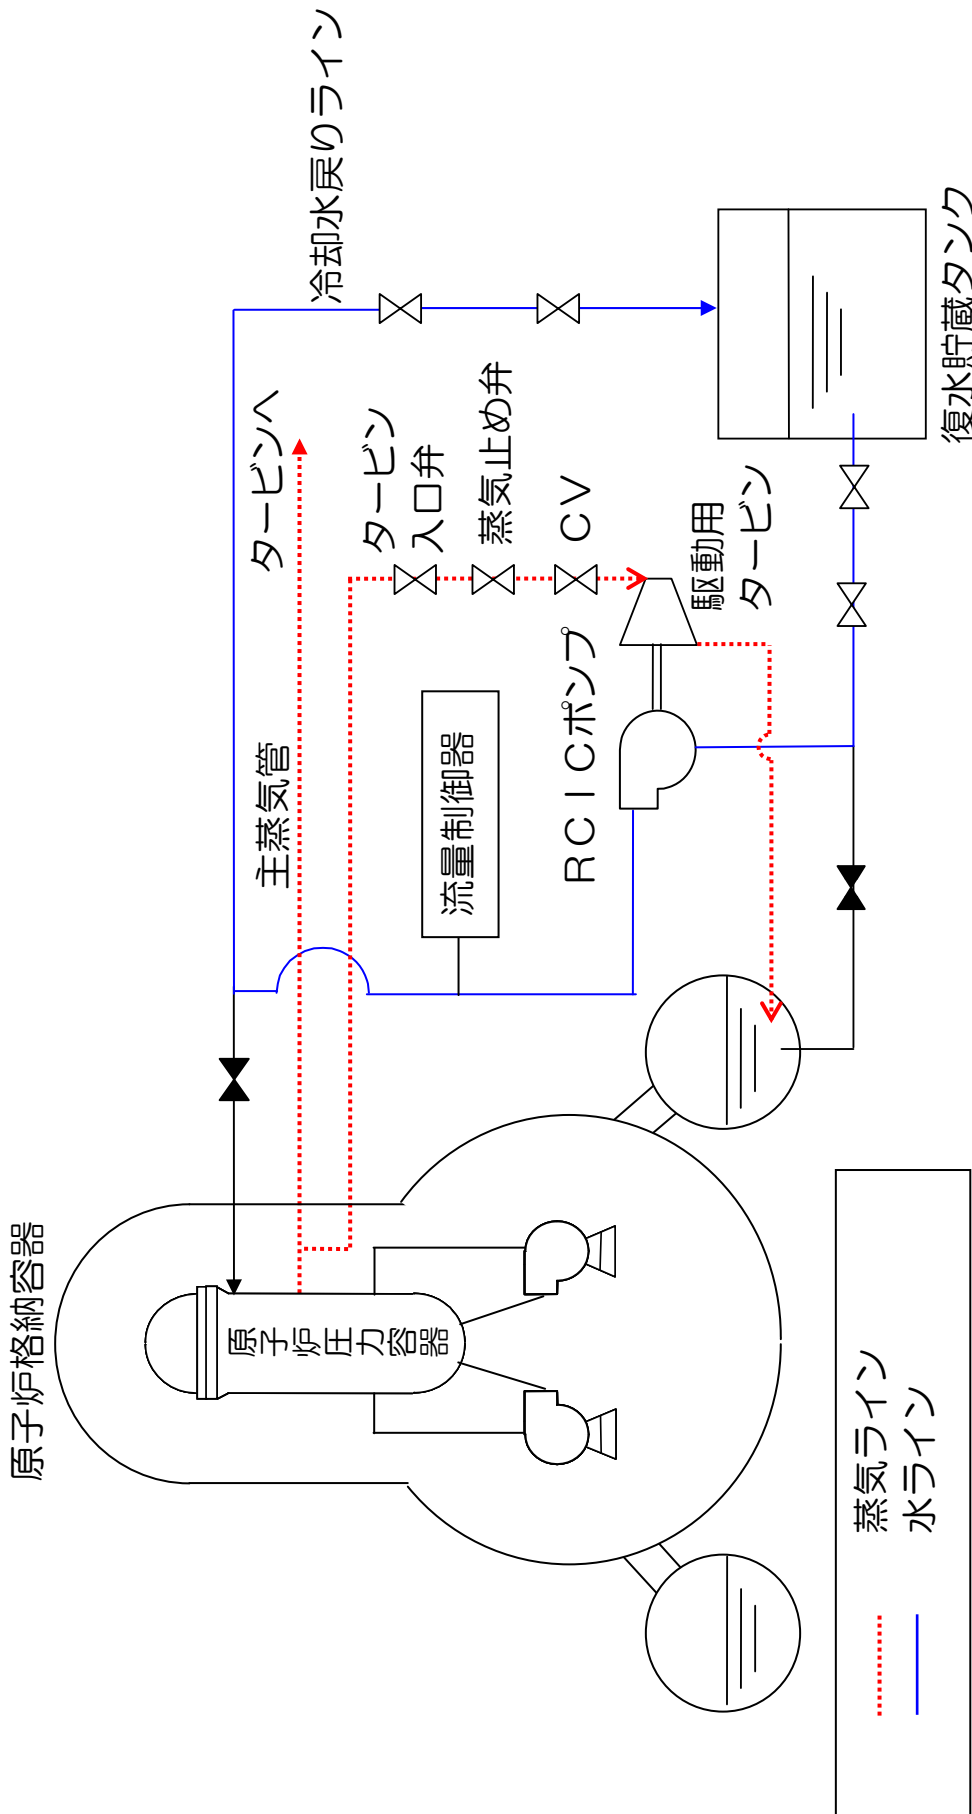 原子炉格納容器
原子炉圧力容器
主蒸気管
タービンへ
冷却水戻りライン
タービン
入口弁
蒸気止め弁
CV
流量制御器
RCICポンプ
駆動用
タービン
復水貯蔵タンク
蒸気ライン
水ライン